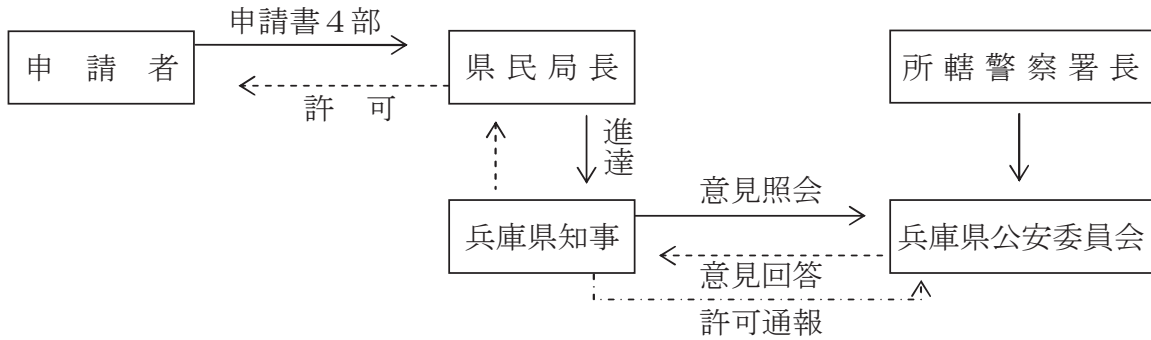 申請書４部
申請者
県民局長
所轄警察署長
許可
進達
意見照会
兵庫県知事
兵庫県公安委員会
意見回答
許可通報